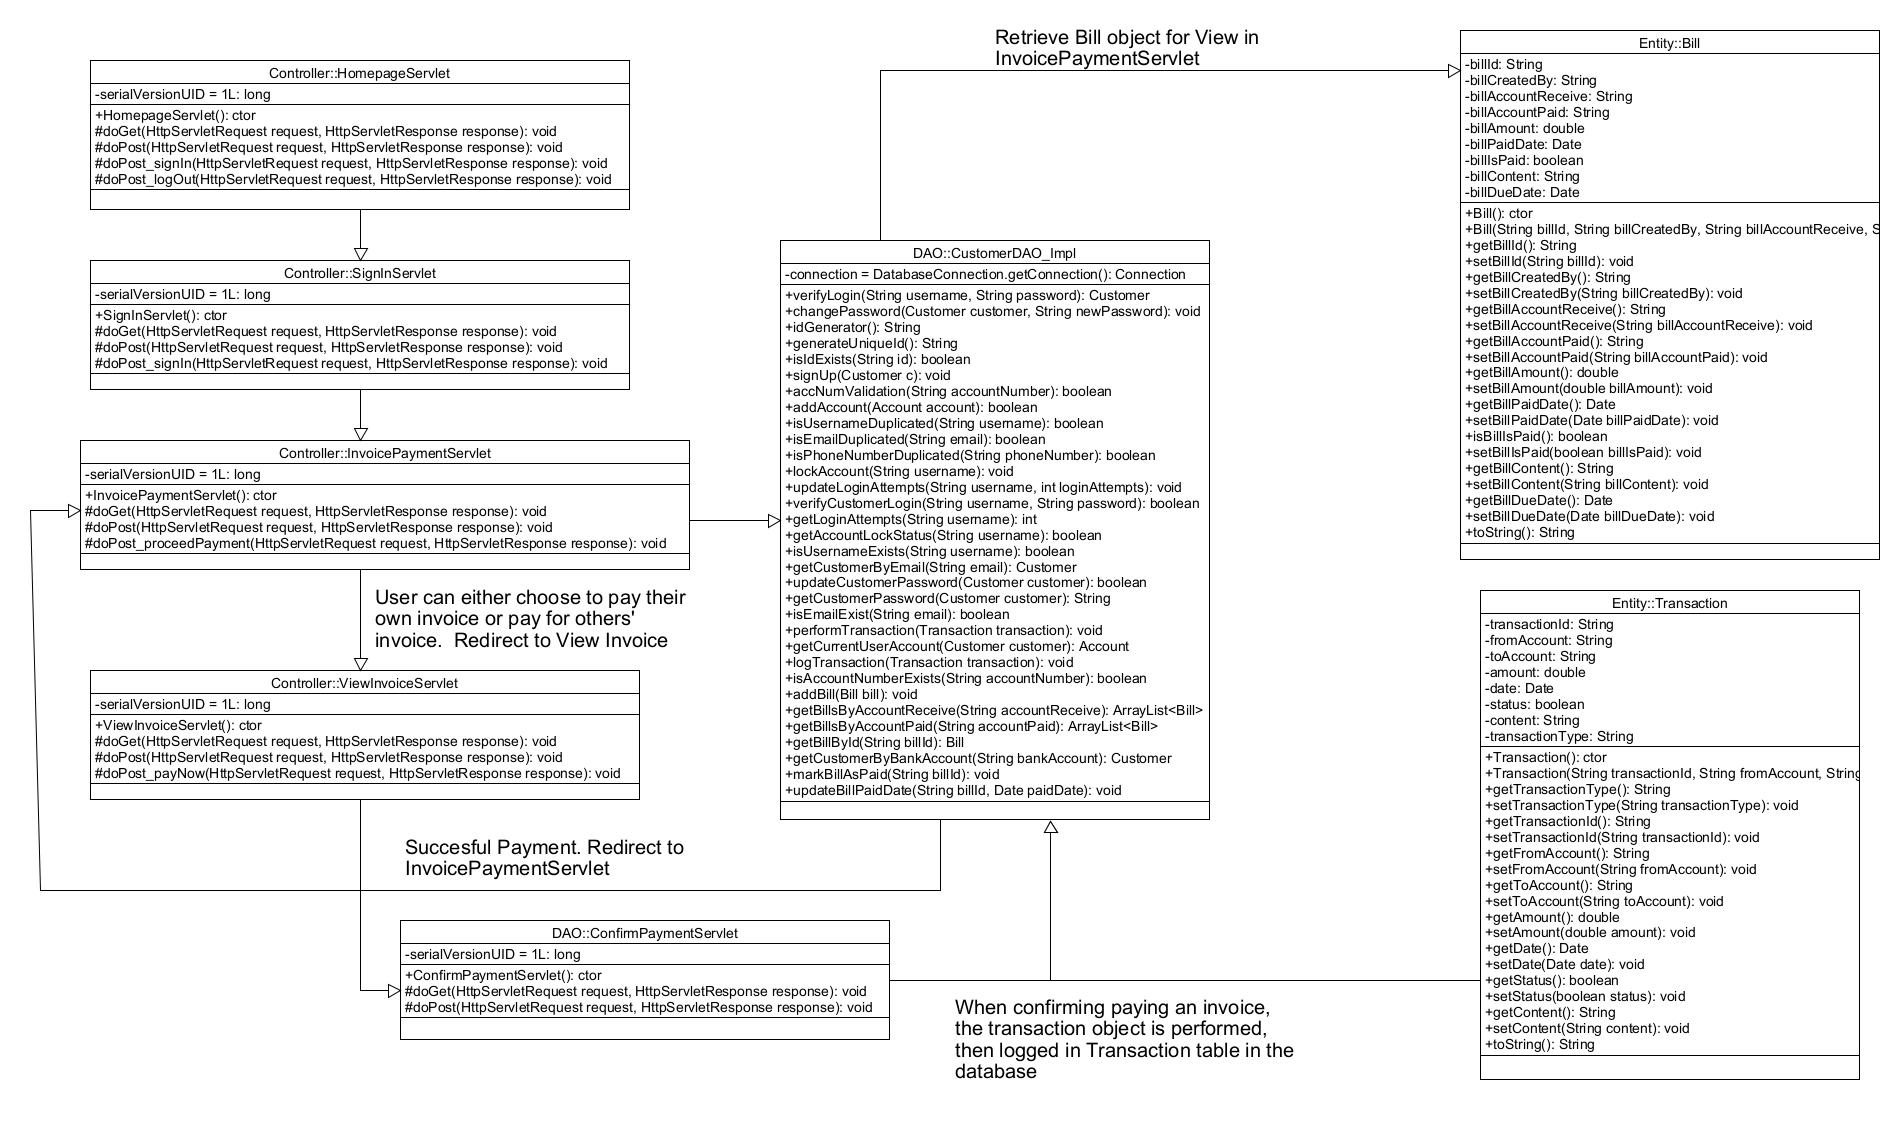 Controller::HomepageServlet
-serialVersionUID = 1L: long
+HomepageServlet(): ctor
#doGet(HttpServletRequest request, HttpServletResponse response): void
#doPost(HttpServletRequest request, HttpServletResponse response): void
#doPost_signIn(HttpServletRequest request, HttpServletResponse response): void
#doPost_logOut(HttpServletRequest request, HttpServletResponse response): void
Controller::SignInServlet
-serialVersionUID = 1L: long
+SignInServlet(): ctor
#doGet(HttpServletRequest request, HttpServletResponse response): void
#doPost(HttpServletRequest request, HttpServletResponse response): void
#doPost_signIn(HttpServletRequest request, HttpServletResponse response): void
Controller::InvoicePaymentServlet
-serialVersionUID = 1L: long
+InvoicePaymentServlet(): ctor
#doGet(HttpServletRequest request, HttpServletResponse response): void
#doPost(HttpServletRequest request, HttpServletResponse response): void
#doPost_proceedPayment(HttpServletRequest request, HttpServletResponse response): void
User can either choose to pay their
own invoice or pay for others'
invoice.  Redirect to View Invoice
Controller::ViewInvoiceServlet
-serialVersionUID = 1L: long
+ViewInvoiceServlet(): ctor
#doGet(HttpServletRequest request, HttpServletResponse response): void
#doPost(HttpServletRequest request, HttpServletResponse response): void
#doPost_payNow(HttpServletRequest request, HttpServletResponse response): void
Succesful Payment. Redirect to
InvoicePaymentServlet
DAO::ConfirmPaymentServlet
-serialVersionUID = 1L: long
+ConfirmPaymentServlet(): ctor
#doGet(HttpServletRequest request, HttpServletResponse response): void
#doPost(HttpServletRequest request, HttpServletResponse response): void
Retrieve Bill object for View in
InvoicePaymentServlet
DAO::CustomerDAO_Impl
-connection = DatabaseConnection.getConnection(): Connection
+verifyLogin(String username, String password): Customer
+changePassword(Customer customer, String newPassword): void
+idGenerator(): String
+generateUniqueId(): String
+isIdExists(String id): boolean
+signUp(Customer c): void
+accNumValidation(String accountNumber): boolean
+addAccount(Account account): boolean
+isUsernameDuplicated(String username): boolean
+isEmailDuplicated(String email): boolean
+isPhoneNumberDuplicated(String phoneNumber): boolean
+lockAccount(String username): void
+updateLoginAttempts(String username, int loginAttempts): void
+verifyCustomerLogin(String username, String password): boolean
+getLoginAttempts(String username): int
+getAccountLockStatus(String username): boolean
+isUsernameExists(String username): boolean
+getCustomerByEmail(String email): Customer
+updateCustomerPassword(Customer customer): boolean
+getCustomerPassword(Customer customer): String
+isEmailExist(String email): boolean
+performTransaction(Transaction transaction): void
+getCurrentUserAccount(Customer customer): Account
+logTransaction(Transaction transaction): void
+isAccountNumberExists(String accountNumber): boolean
+addBill(Bill bill): void
+getBillsByAccountReceive(String accountReceive): ArrayList<Bill>
+getBillsByAccountPaid(String accountPaid): ArrayList<Bill>
+getBillById(String billId): Bill
+getCustomerByBankAccount(String bankAccount): Customer
+markBillAsPaid(String billId): void
+updateBillPaidDate(String billId, Date paidDate): void
When confirming paying an invoice,
the transaction object is performed,
then logged in Transaction table in the
database
Entity::Bill
-billId: String
-billCreatedBy: String
-billAccountReceive: String
-billAccountPaid: String
-billAmount: double
-billPaidDate: Date
-billIsPaid: boolean
-billContent: String
-billDueDate: Date
+Bill(): ctor
+Bill(String billId, String billCreatedBy, String billAccountReceive, S
+getBillId(): String
+setBillId(String billId): void
+getBillCreatedBy(): String
+setBillCreatedBy(String billCreatedBy): void
+getBillAccountReceive(): String
+setBillAccountReceive(String billAccountReceive): void
+getBillAccountPaid(): String
+setBillAccountPaid(String billAccountPaid): void
+getBillAmount(): double
+setBillAmount(double billAmount): void
+getBillPaidDate(): Date
+setBillPaidDate(Date billPaidDate): void
+isBillIsPaid(): boolean
+setBillIsPaid(boolean billIsPaid): void
+getBillContent(): String
+setBillContent(String billContent): void
+getBillDueDate(): Date
+setBillDueDate(Date billDueDate): void
+toString(): String
Entity::Transaction
-transactionId: String
-fromAccount: String
-toAccount: String
-amount: double
-date: Date
-status: boolean
-content: String
-transactionType: String
+Transaction(): ctor
+Transaction(String transactionId, String fromAccount, String
+getTransactionType(): String
+setTransactionType(String transactionType): void
+getTransactionId(): String
+setTransactionId(String transactionId): void
+getFromAccount(): String
+setFromAccount(String fromAccount): void
+getToAccount(): String
+setToAccount(String toAccount): void
+getAmount(): double
+setAmount(double amount): void
+getDate(): Date
+setDate(Date date): void
+getStatus(): boolean
+setStatus(boolean status): void
+getContent(): String
+setContent(String content): void
+toString(): String